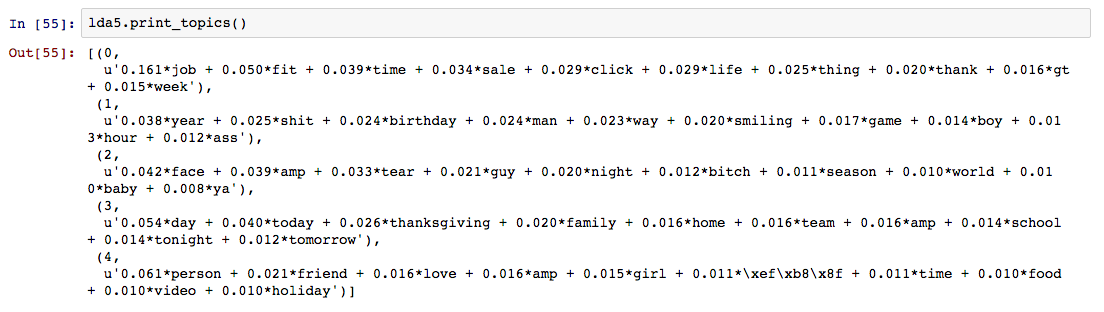 In [55]: lda5.print_topics()
Out[55]: [(0,
u'0.161*job + 0.050*fit + 0.039*time + 0.034*sale + 0.029*click + 0.029*life + 0.025*thing + 0.020*thank + 0.016*gt
+ 0.015*week'),
(1,
u'0.038*year + 0.025*shit + 0.024*birthday + 0.024*man + 0.023*way + 0.020*smiling + 0.017*game + 0.014*boy + 0.01
3*hour + 0.012*ass'),
(2,
u'0.042*face + 0.039*amp + 0.033*tear + 0.021*guy + 0.020*night + 0.012*bitch + 0.011*season + 0.010*world + 0.01
0*baby + 0.008*ya'),
(3,
u'0.054*day + 0.040*today + 0.026*thanksgiving + 0.020*family + 0.016*home + 0.016*team + 0.016*amp + 0.014*school
+ 0.014*tonight + 0.012*tomorrow'),
(4,
u'0.061*person + 0.021*friend + 0.016*love + 0.016*amp + 0.015*girl + 0.011*\xef\xb8\x8f + 0.011*time + 0.010*food
+ 0.010*video + 0.010*holiday')]